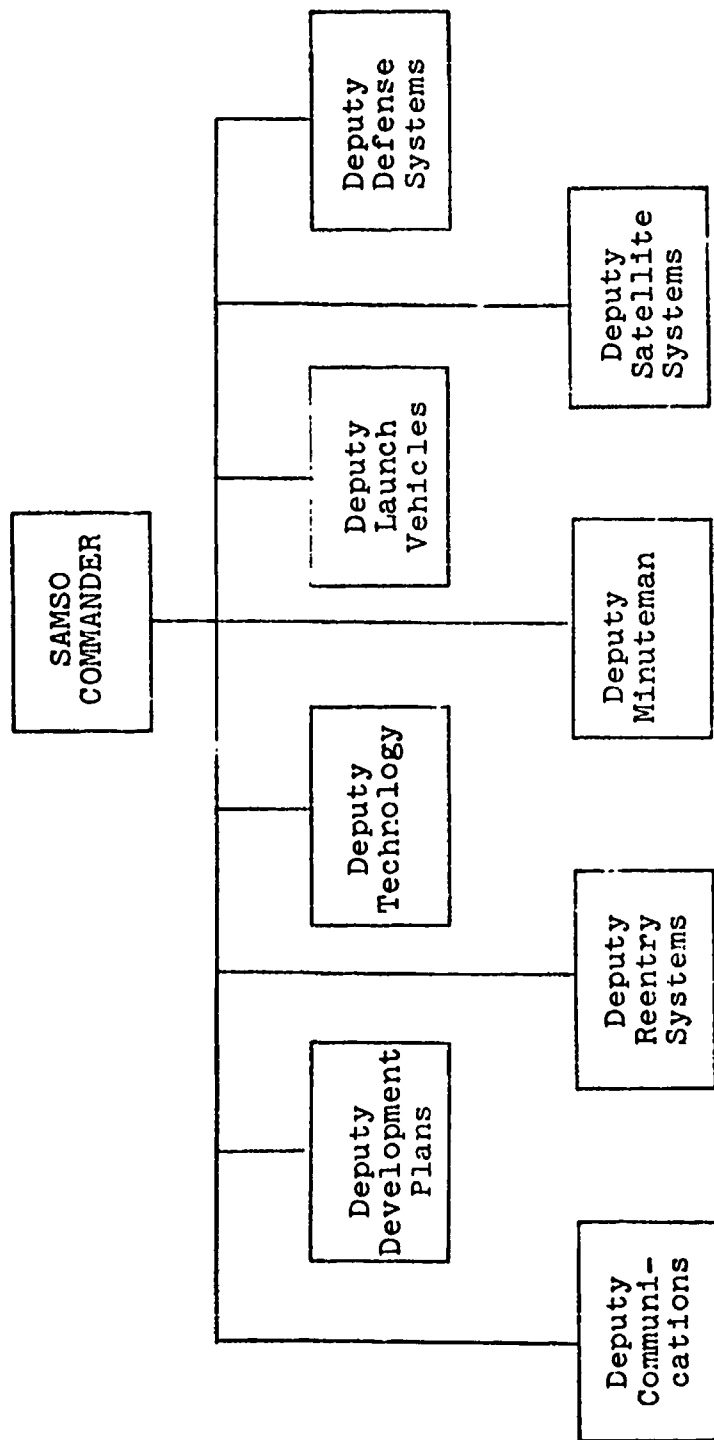 SAMSO
COMMANDER
Deputy
Development
Plans
Deputy
Technology
Deputy
Launch
Vehicles
Deputy
Defense
Systems
Deputy
Communi-
cations
Deputy
Reentry
Systems
Deputy
Minuteman
Deputy
Satellite
Systems